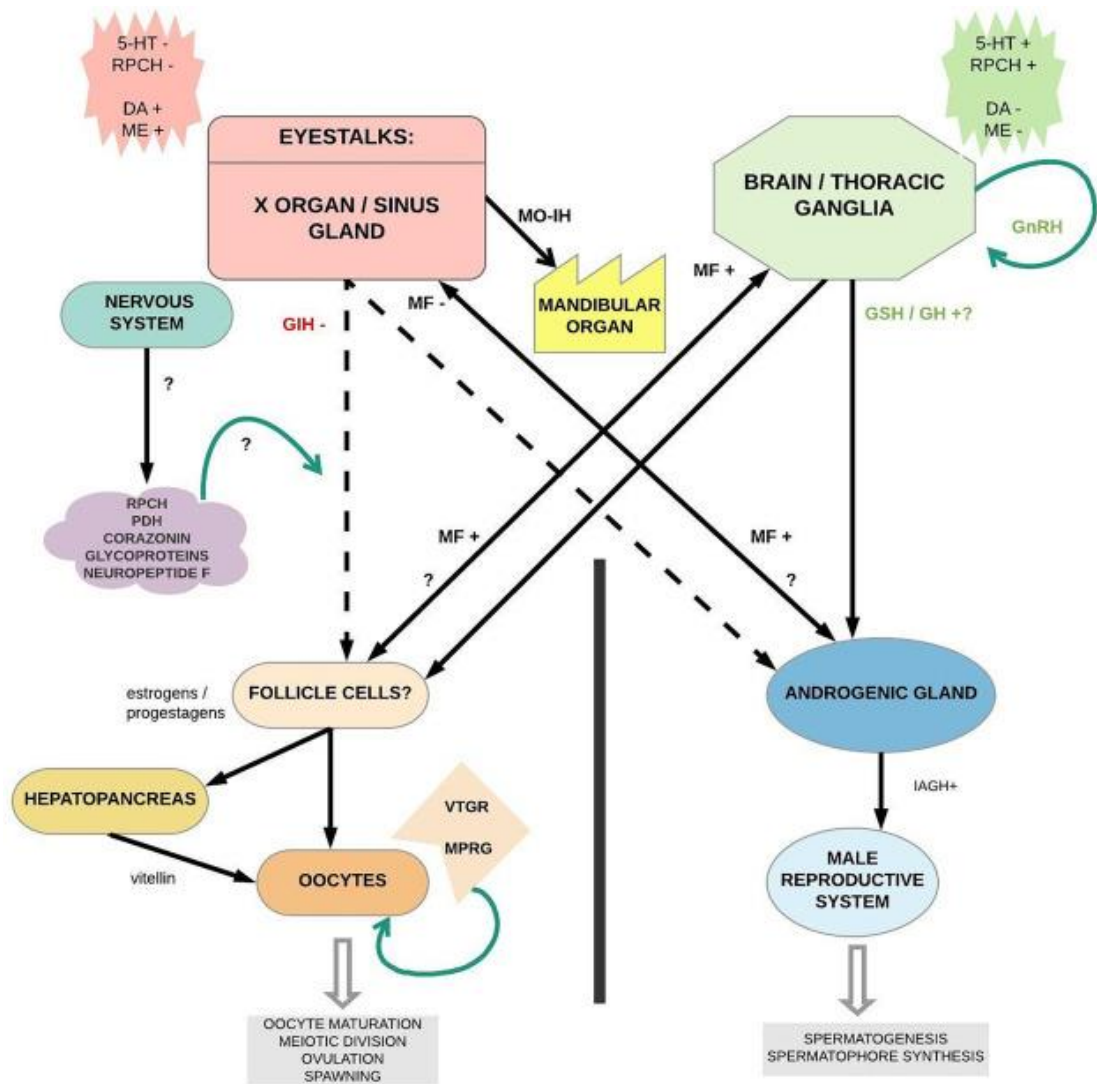 5-HT -
RPCH -
DA +
ME +
5-HT +
RPCH +
DA -
ME -
EYESTALKS:
X ORGAN / SINUS
GLAND
BRAIN / THORACIC
GANGLIA
GnRH
MO-IH
MANDIBULAR
ORGAN
MF +
MF -
NERVOUS
SYSTEM
GIH -
GSH / GH +?
?
?
RPCH
PDH
CORAZONIN
GLYCOPROTEINS
NEUROPEPTIDE F
MF +
?
MF +
?
estrogens /
progestagens
FOLLICLE CELLS?
ANDROGENIC GLAND
HEPATOPANCREAS
VTGR
MPRG
IAGH+
vitellin
OOCYTES
MALE
REPRODUCTIVE
SYSTEM
OOCYTE MATURATION
MEIOTIC DIVISION
OVULATION
SPAWNING
SPERMATOGENESIS
SPERMATOPHORE SYNTHESIS